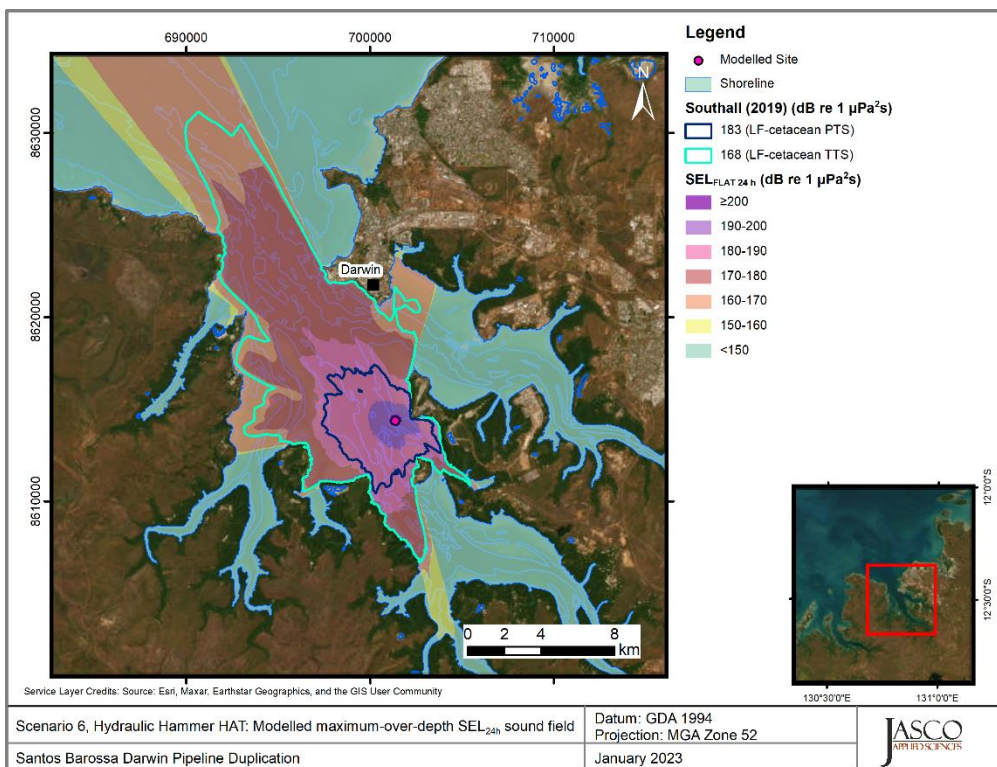 690000 700000 710000
8630000
8620000
8610000
N
Darwin
0 2 4 8
km
Legend
Modelled Site
Shoreline
Southall (2019) (dB re 1 µPa²s)
183 (LF-cetacean PTS)
168 (LF-cetacean TTS)
SEL_FLAT 24 h (dB re 1 µPa²s)
≥200
190-200
180-190
170-180
160-170
150-160
<150
12°0'0"S
12°30'0"S
130°30'0"E 131°0'0"E
Service Layer Credits: Source: Esri, Maxar, Earthstar Geographics, and the GIS User Community
Scenario 6, Hydraulic Hammer HAT: Modelled maximum-over-depth SEL24h sound field
Datum: GDA 1994
Projection: MGA Zone 52
Santos Barossa Darwin Pipeline Duplication
January 2023
JASCO
APPLIED SCIENCES